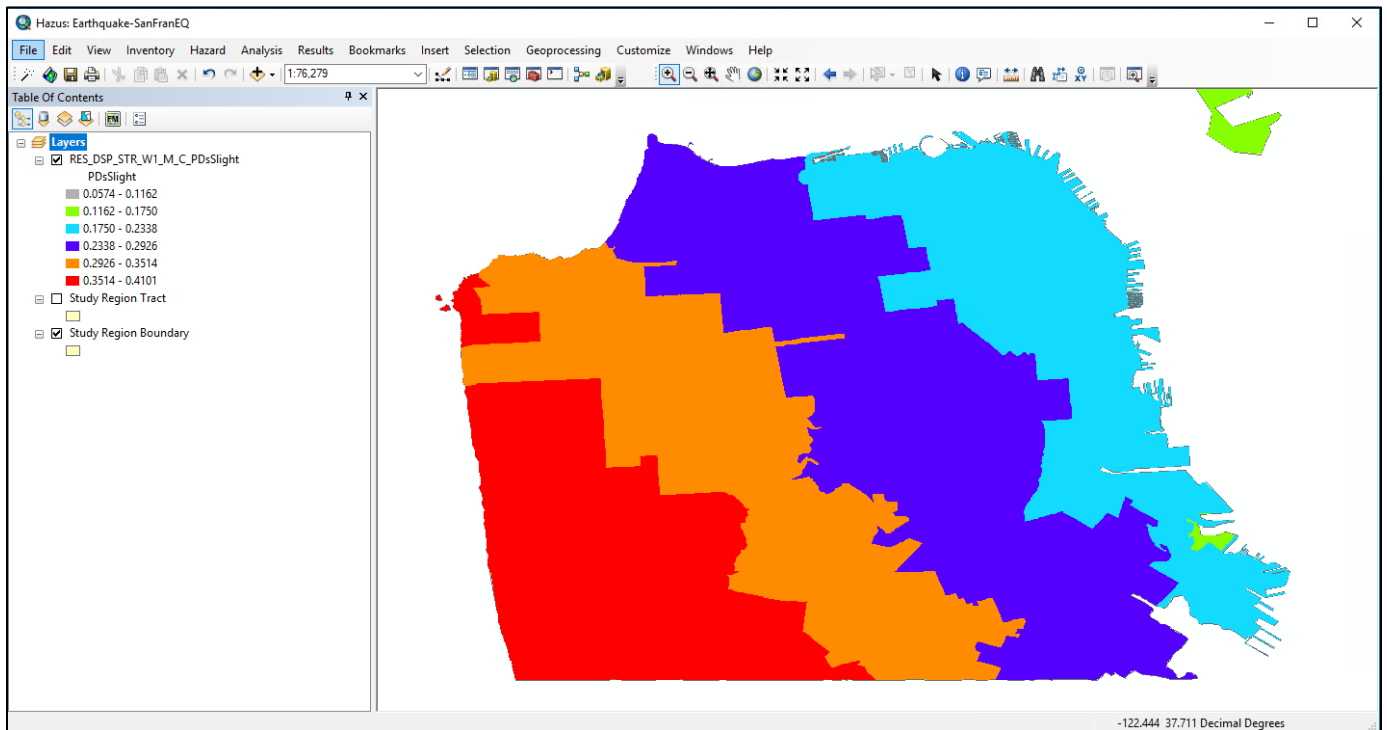 Hazus: Earthquake-SanFranEQ
File Edit View Inventory Hazard Analysis Results Bookmarks Insert Selection Geoprocessing Customize Windows Help
1:76,279
Table Of Contents
Layers
RES_DSP_STR_W1_M_C_PDsSlight
PDsSlight
0.0574 - 0.1162
0.1162 - 0.1750
0.1750 - 0.2338
0.2338 - 0.2926
0.2926 - 0.3514
0.3514 - 0.4101
Study Region Tract
Study Region Boundary
-122.444 37.711 Decimal Degrees